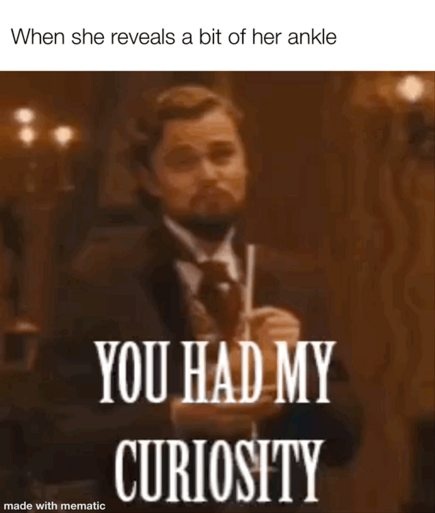 When she reveals a bit of her ankle
YOU HAD MY
CURIOSITY
made with mematic